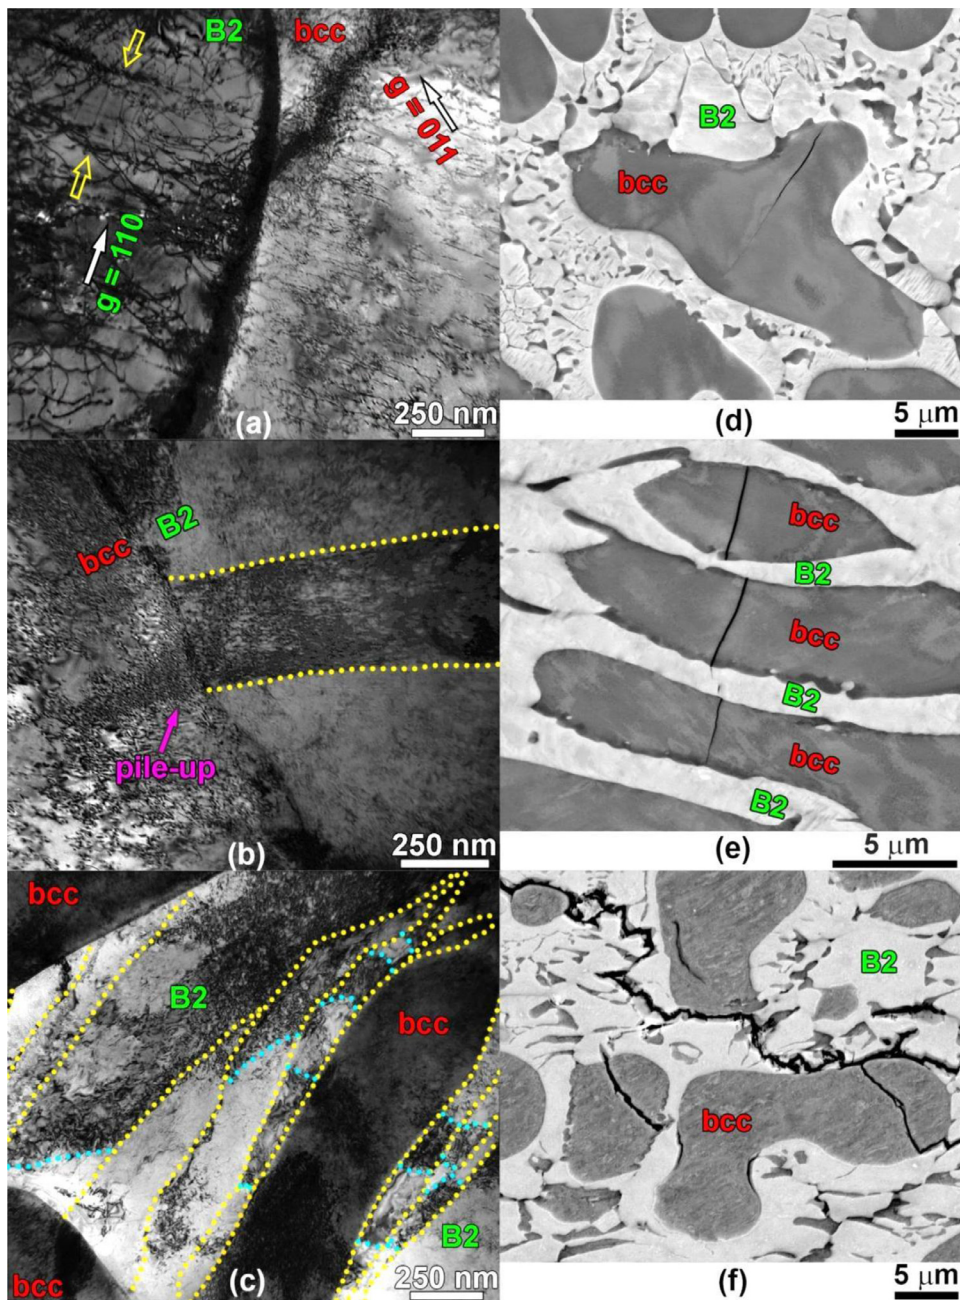 B2
bcc
g = 011
g = 110
(a)
250 nm
B2
bcc
(d)
5 μm
B2
bcc
pile-up
(b)
250 nm
bcc
B2
bcc
B2
bcc
B2
(e)
5 μm
bcc
B2
bcc
B2
bcc
(c)
250 nm
B2
bcc
(f)
5 μm